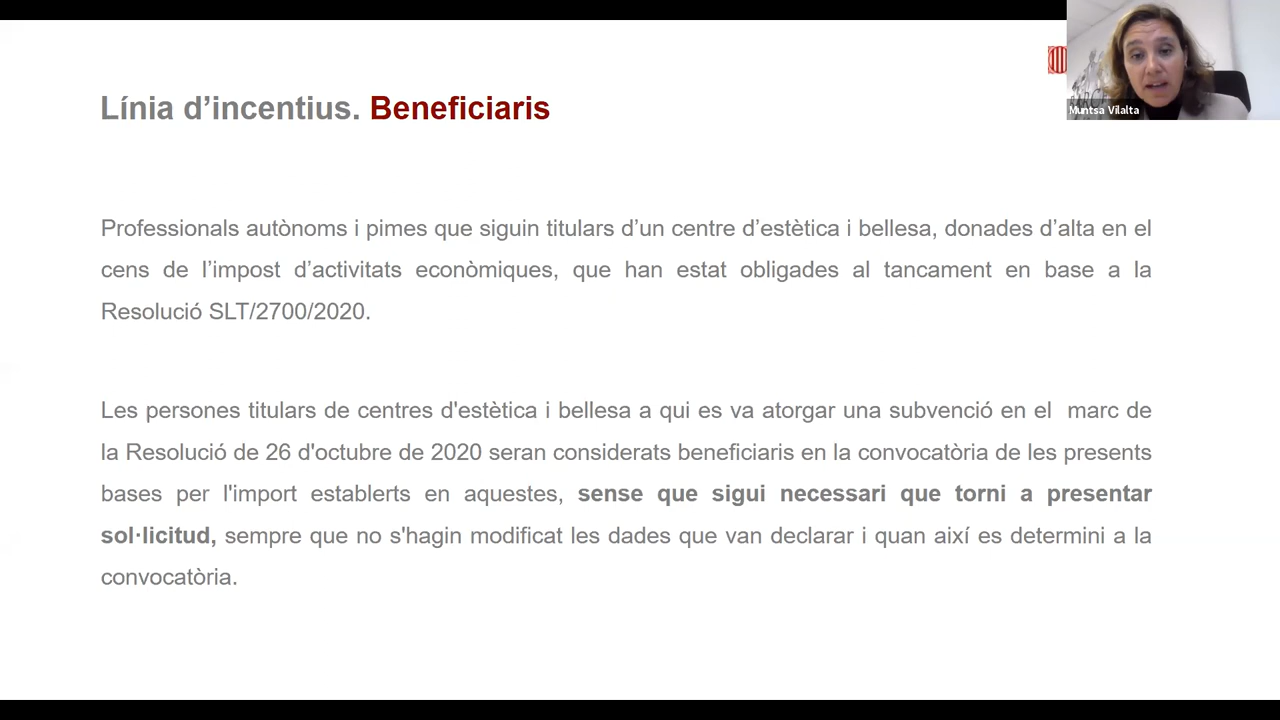 Línia d’incentius. Beneficiaris
Muntsa Vilalta
Professionals autònoms i pimes que siguin titulars d’un centre d’estètica i bellesa, donades d’alta en el
cens de l’impost d’activitats econòmiques, que han estat obligades al tancament en base a la
Resolució SLT/2700/2020.
Les persones titulars de centres d'estètica i bellesa a qui es va atorgar una subvenció en el  marc de
la Resolució de 26 d'octubre de 2020 seran considerats beneficiaris en la convocatòria de les presents
bases per l'import establerts en aquestes, sense que sigui necessari que torni a presentar
sol·licitud, sempre que no s'hagin modificat les dades que van declarar i quan així es determini a la
convocatòria.